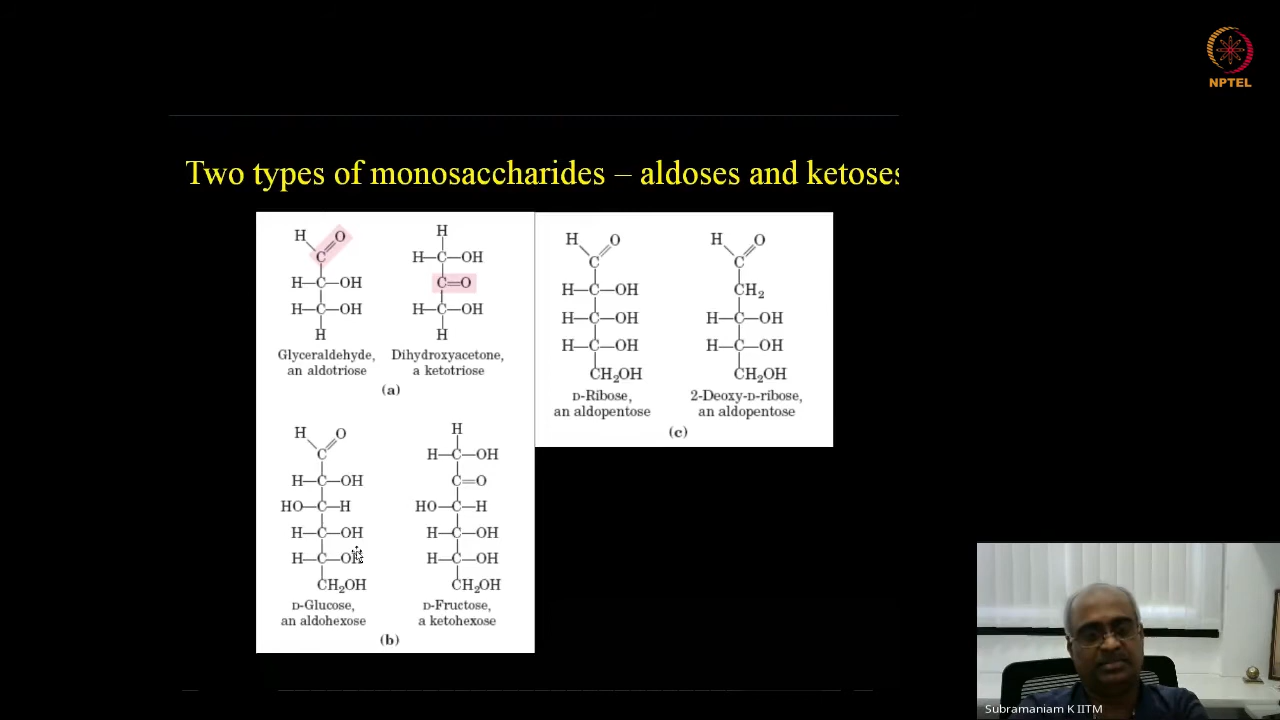 NPTEL
Two types of monosaccharides – aldoses and ketoses
H O
C
H–C–OH
H–C–OH
H
Glyceraldehyde,
an aldotriose
H
H–C–OH
C=O
H–C–OH
H
Dihydroxyacetone,
a ketotriose
(a)
H O
C
H–C–OH
HO–C–H
H–C–OH
H–C–OH
CH₂OH
D-Glucose,
an aldohexose
H
H–C–OH
C=O
HO–C–H
H–C–OH
H–C–OH
CH₂OH
D-Fructose,
a ketohexose
(b)
H O
C
H–C–OH
H–C–OH
H–C–OH
CH₂OH
D-Ribose,
an aldopentose
H O
C
CH₂
H–C–OH
H–C–OH
CH₂OH
2-Deoxy-D-ribose,
an aldopentose
(c)
Subramaniam K IITM